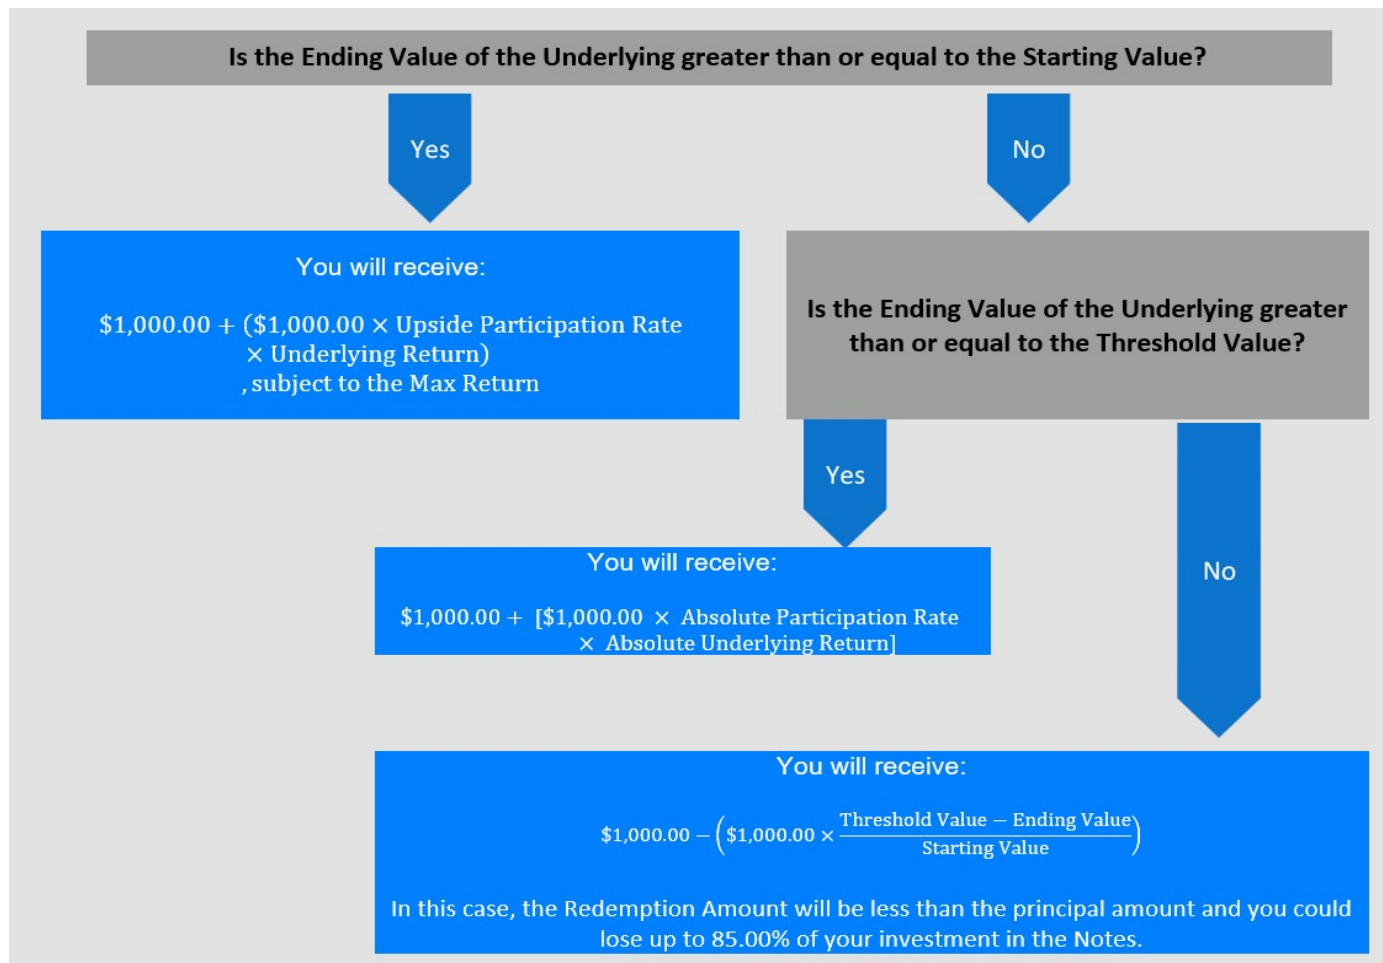 Is the Ending Value of the Underlying greater than or equal to the Starting Value?
Yes
No
You will receive:
$1,000.00 + ($1,000.00 × Upside Participation Rate
× Underlying Return)
, subject to the Max Return
Is the Ending Value of the Underlying greater
than or equal to the Threshold Value?
Yes
No
You will receive:
$1,000.00 + [$1,000.00 × Absolute Participation Rate
× Absolute Underlying Return]
You will receive:
$1,000.00 − ($1,000.00 × Threshold Value − Ending Value
Starting Value)
In this case, the Redemption Amount will be less than the principal amount and you could
lose up to 85.00% of your investment in the Notes.